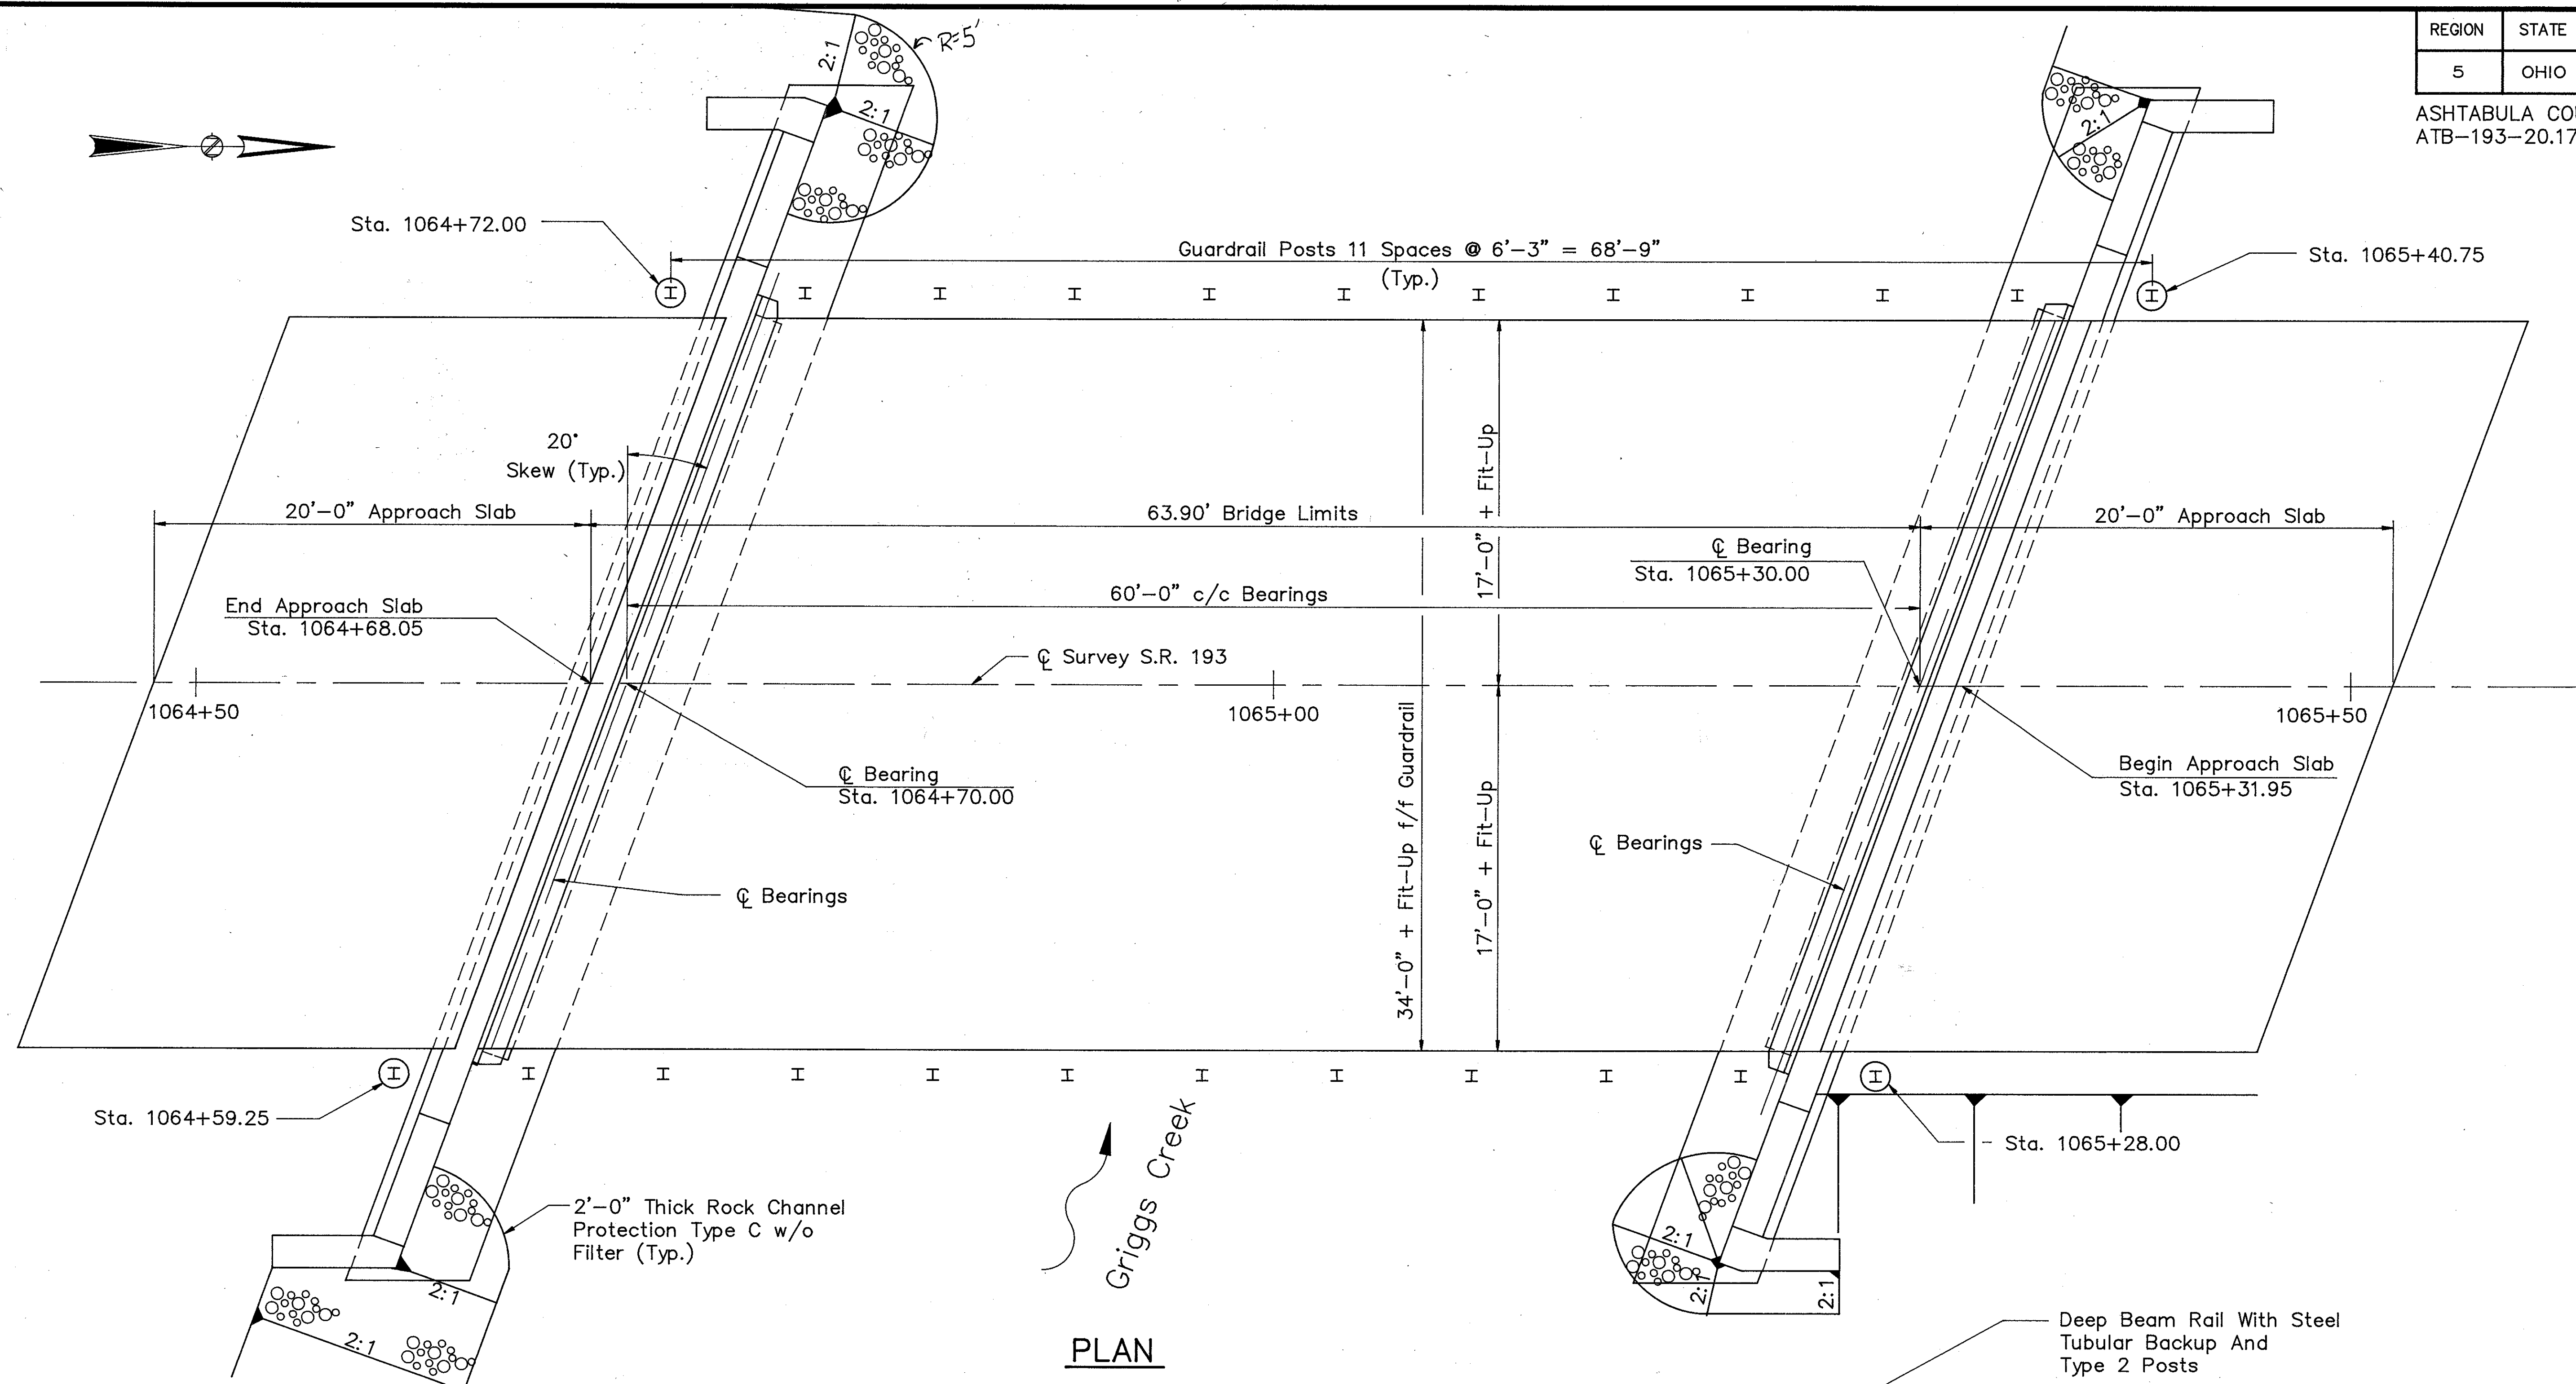 REGION STATE
5 OHIO
ASHTABULA COU
ATB-193-20.17
R=5'
2:1
2:1
2:1
Sta. 1064+72.00
Guardrail Posts 11 Spaces @ 6'-3" = 68'-9"
(Typ.)
Sta. 1065+40.75
20°
Skew (Typ.)
17'-0" + Fit-Up
20'-0" Approach Slab
63.90' Bridge Limits
20'-0" Approach Slab
℄ Bearing
Sta. 1065+30.00
60'-0" c/c Bearings
End Approach Slab
Sta. 1064+68.05
℄ Survey S.R. 193
1064+50
1065+00
1065+50
℄ Bearing
Sta. 1064+70.00
Begin Approach Slab
Sta. 1065+31.95
34'-0" + Fit-Up f/f Guardrail
17'-0" + Fit-Up
℄ Bearings
℄ Bearings
Sta. 1064+59.25
Sta. 1065+28.00
2'-0" Thick Rock Channel
Protection Type C w/o
Filter (Typ.)
Griggs Creek
2:1
2:1
2:1
2:1
2:1
PLAN
Deep Beam Rail With Steel
Tubular Backup And
Type 2 Posts